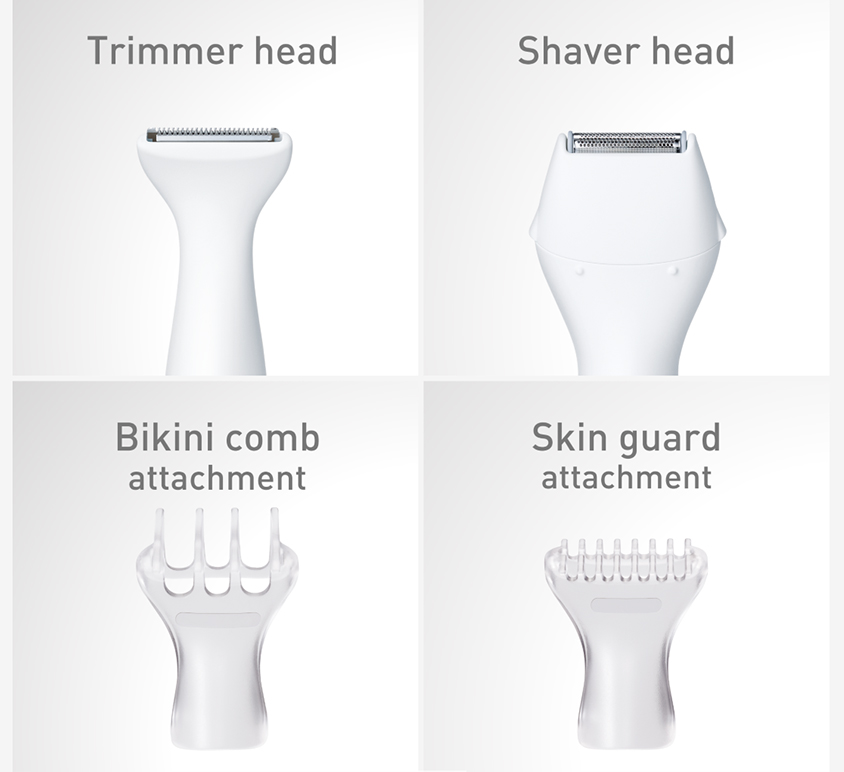 Trimmer head
Shaver head
Bikini comb
attachment
Skin guard
attachment